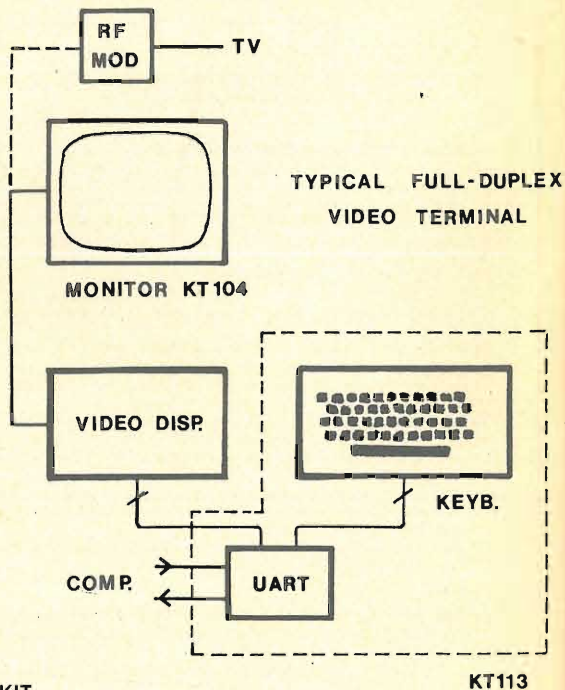 RF
MOD
TV
TYPICAL FULL-DUPLEX
VIDEO TERMINAL
MONITOR KT104
VIDEO DISP.
KEYB.
COMP.
UART
KT113
KIT